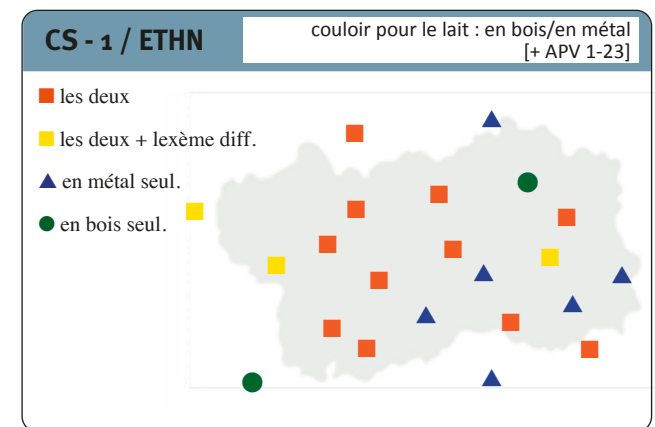 CS - 1 / ETHN
couloir pour le lait : en bois/en métal
[+ APV 1-23]
les deux
les deux + lexème diff.
en métal seul.
en bois seul.